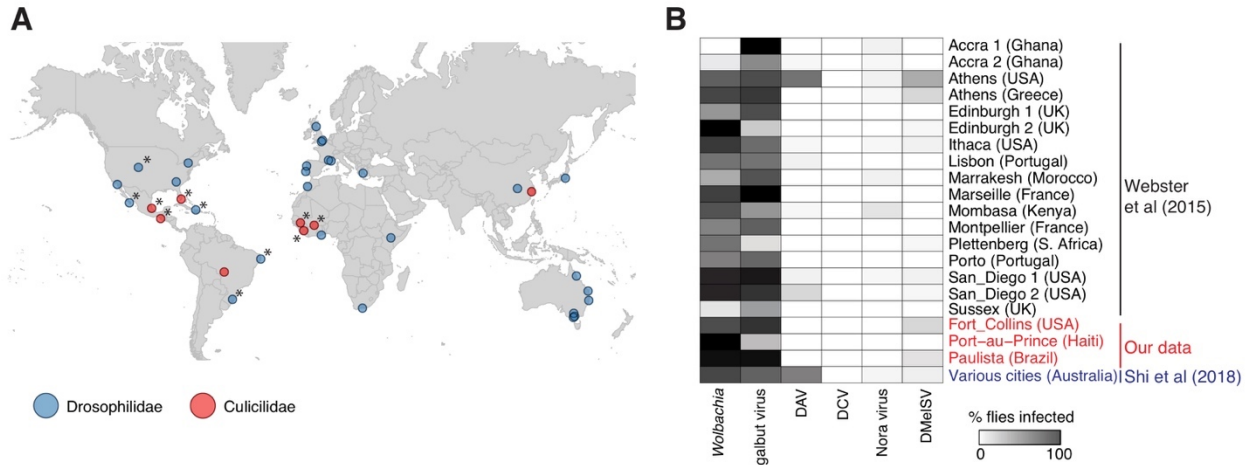 A
*
*
*
*
*
*
*
*
*
*
*
Drosophilidae
Culicilidae
B
Accra 1 (Ghana)
Accra 2 (Ghana)
Athens (USA)
Athens (Greece)
Edinburgh 1 (UK)
Edinburgh 2 (UK)
Ithaca (USA)
Lisbon (Portugal)
Marrakesh (Morocco)
Marseille (France)
Mombasa (Kenya)
Montpellier (France)
Plettenberg (S. Africa)
Porto (Portugal)
San_Diego 1 (USA)
San_Diego 2 (USA)
Sussex (UK)
Fort_Collins (USA)
Port-au-Prince (Haiti)
Paulista (Brazil)
Various cities (Australia)
Webster
et al (2015)
Our data
Shi et al (2018)
Wolbachia
galbut virus
DAV
DCV
Nora virus
DMelSV
% flies infected
0
100